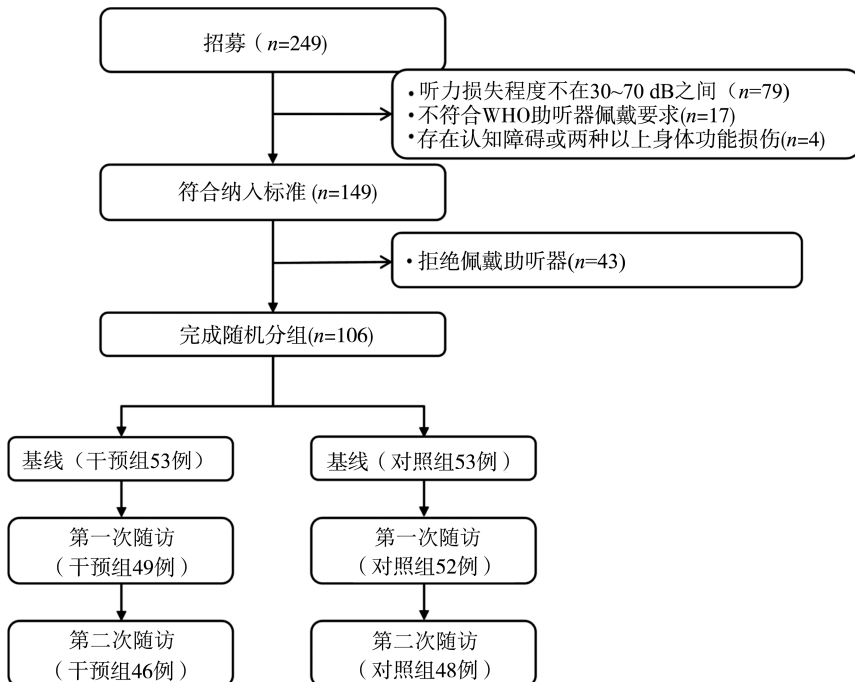 招募（n=249)
·听力损失程度不在30~70 dB之间（n=79)
·不符合WHO助听器佩戴要求(n=17)
·存在认知障碍或两种以上身体功能损伤(n=4)
符合纳入标准 (n=149)
·拒绝佩戴助听器(n=43)
完成随机分组(n=106)
基线（干预组53例）
基线（对照组53例）
第一次随访
（干预组49例）
第一次随访
（对照组52例）
第二次随访
（干预组46例）
第二次随访
（对照组48例）